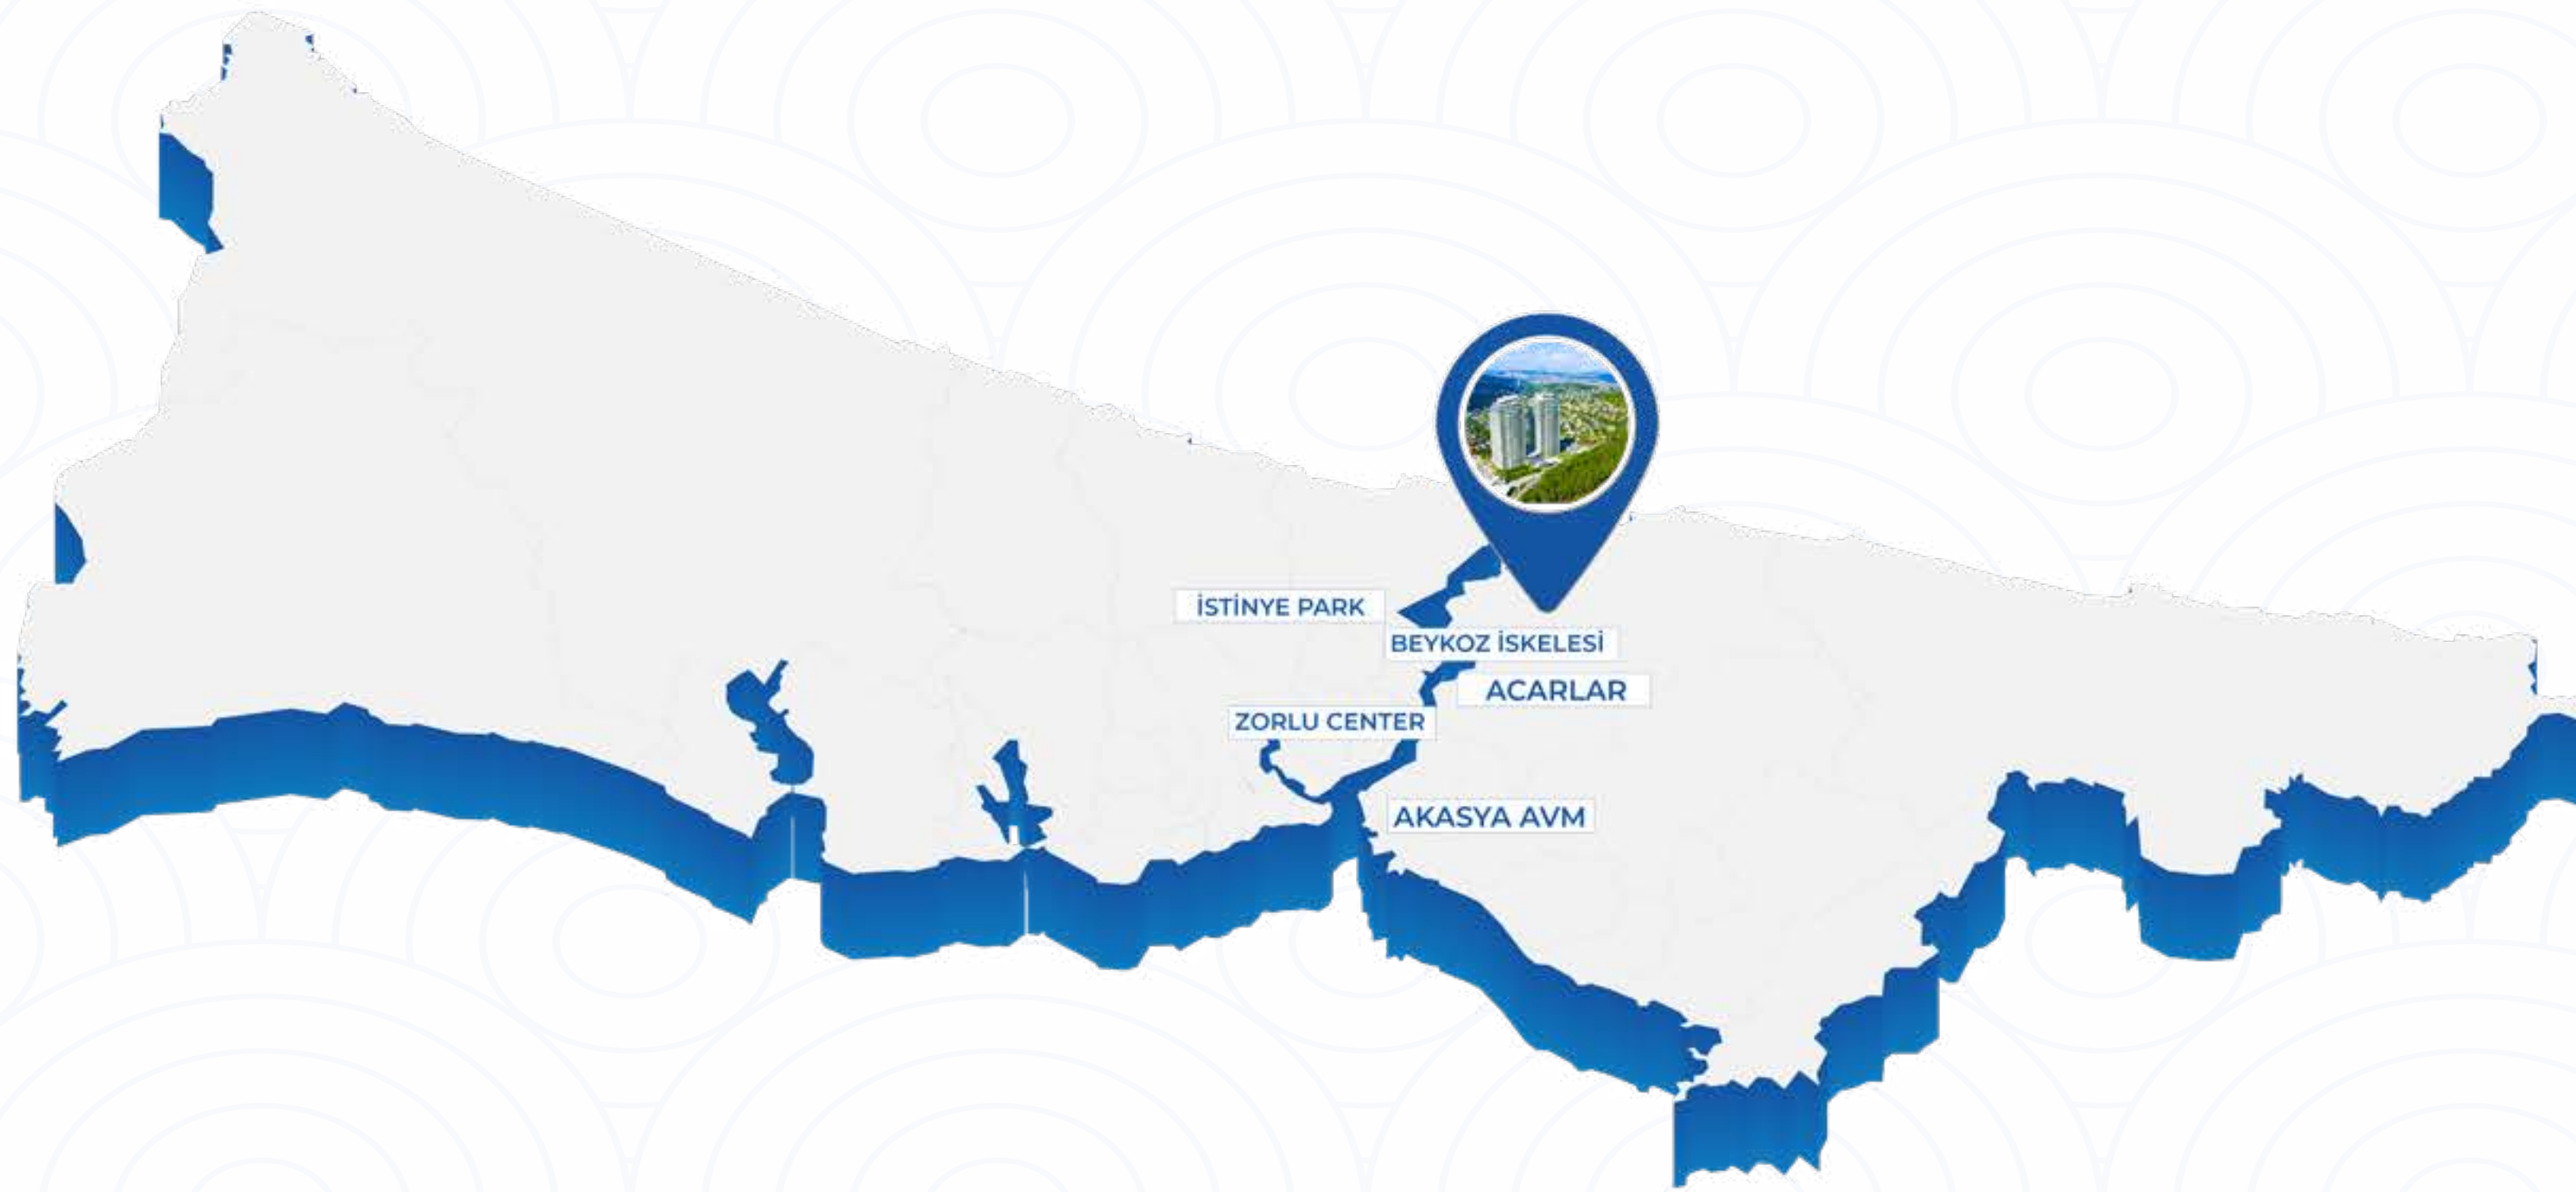 İSTİNYE PARK
BEYKOZ İSKELESİ
ACARLAR
ZORLU CENTER
AKASYA AVM